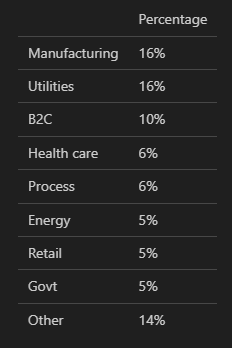 Percentage
Manufacturing 16%
Utilities 16%
B2C 10%
Health care 6%
Process 6%
Energy 5%
Retail 5%
Govt 5%
Other 14%